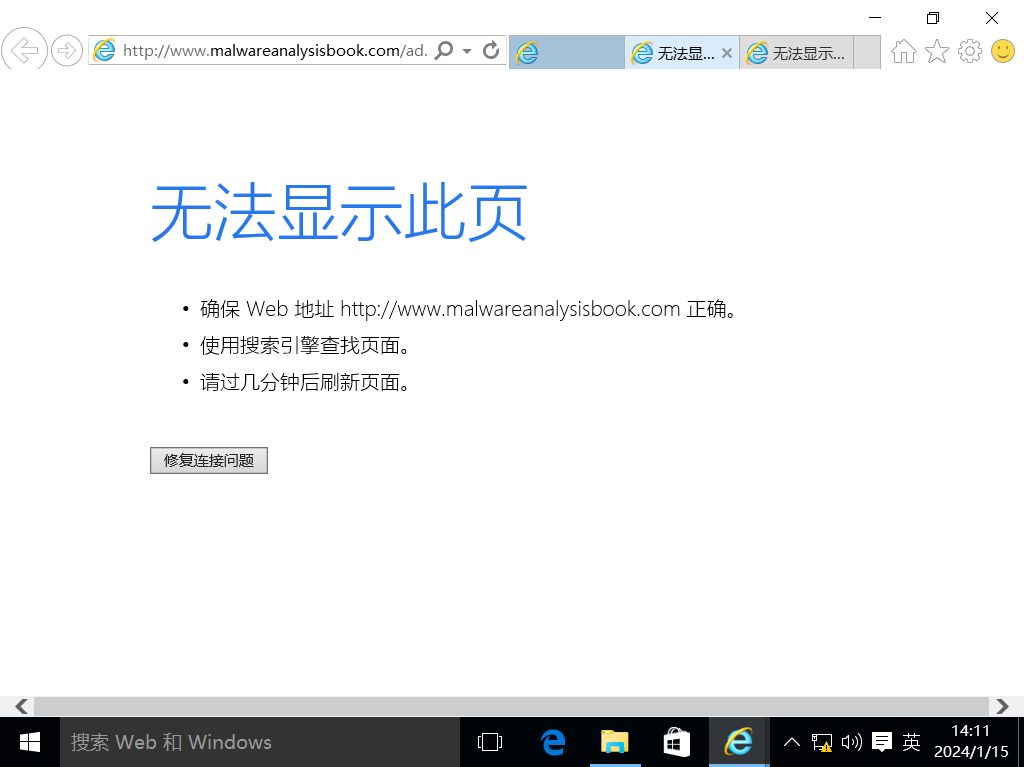 http://www.malwareanalysisbook.com/ad.
无法显...
无法显示...
无法显示此页
• 确保 Web 地址 http://www.malwareanalysisbook.com 正确。
• 使用搜索引擎查找页面。
• 请过几分钟后刷新页面。
修复连接问题
搜索 Web 和 Windows
英
14:11
2024/1/15